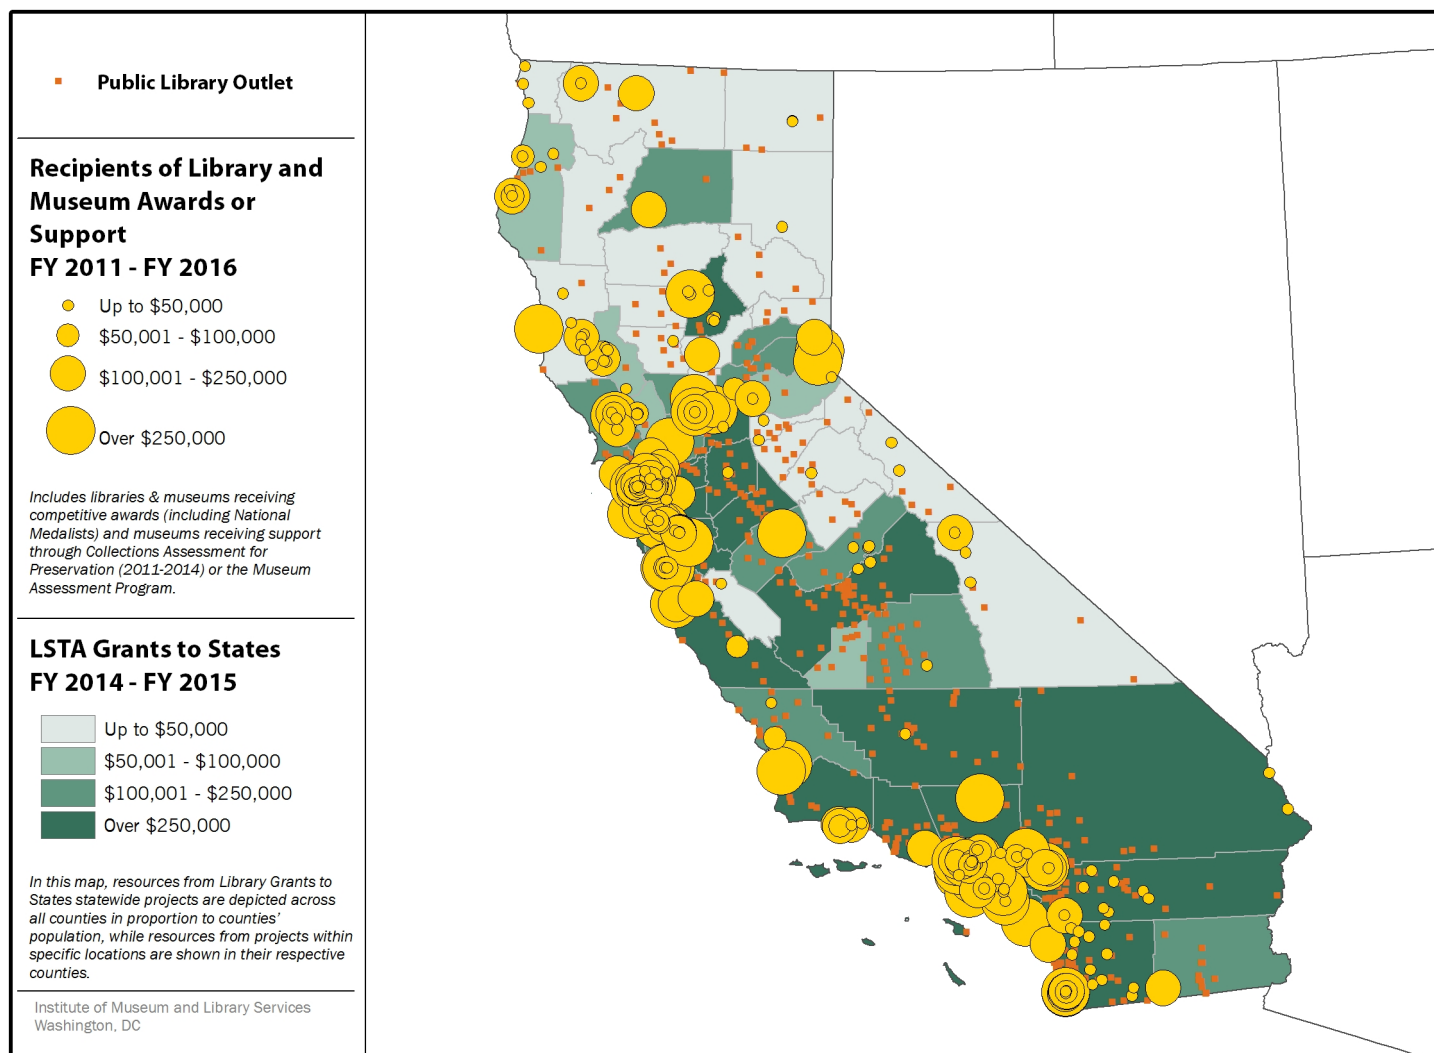 Public Library Outlet
Recipients of Library and
Museum Awards or
Support
FY 2011 - FY 2016
Up to $50,000
$50,001 - $100,000
$100,001 - $250,000
Over $250,000
Includes libraries & museums receiving
competitive awards (including National
Medalists) and museums receiving support
through Collections Assessment for
Preservation (2011-2014) or the Museum
Assessment Program.
LSTA Grants to States
FY 2014 - FY 2015
Up to $50,000
$50,001 - $100,000
$100,001 - $250,000
Over $250,000
In this map, resources from Library Grants to
States statewide projects are depicted across
all counties in proportion to counties’
population, while resources from projects within
specific locations are shown in their respective
counties.
Institute of Museum and Library Services
Washington, DC